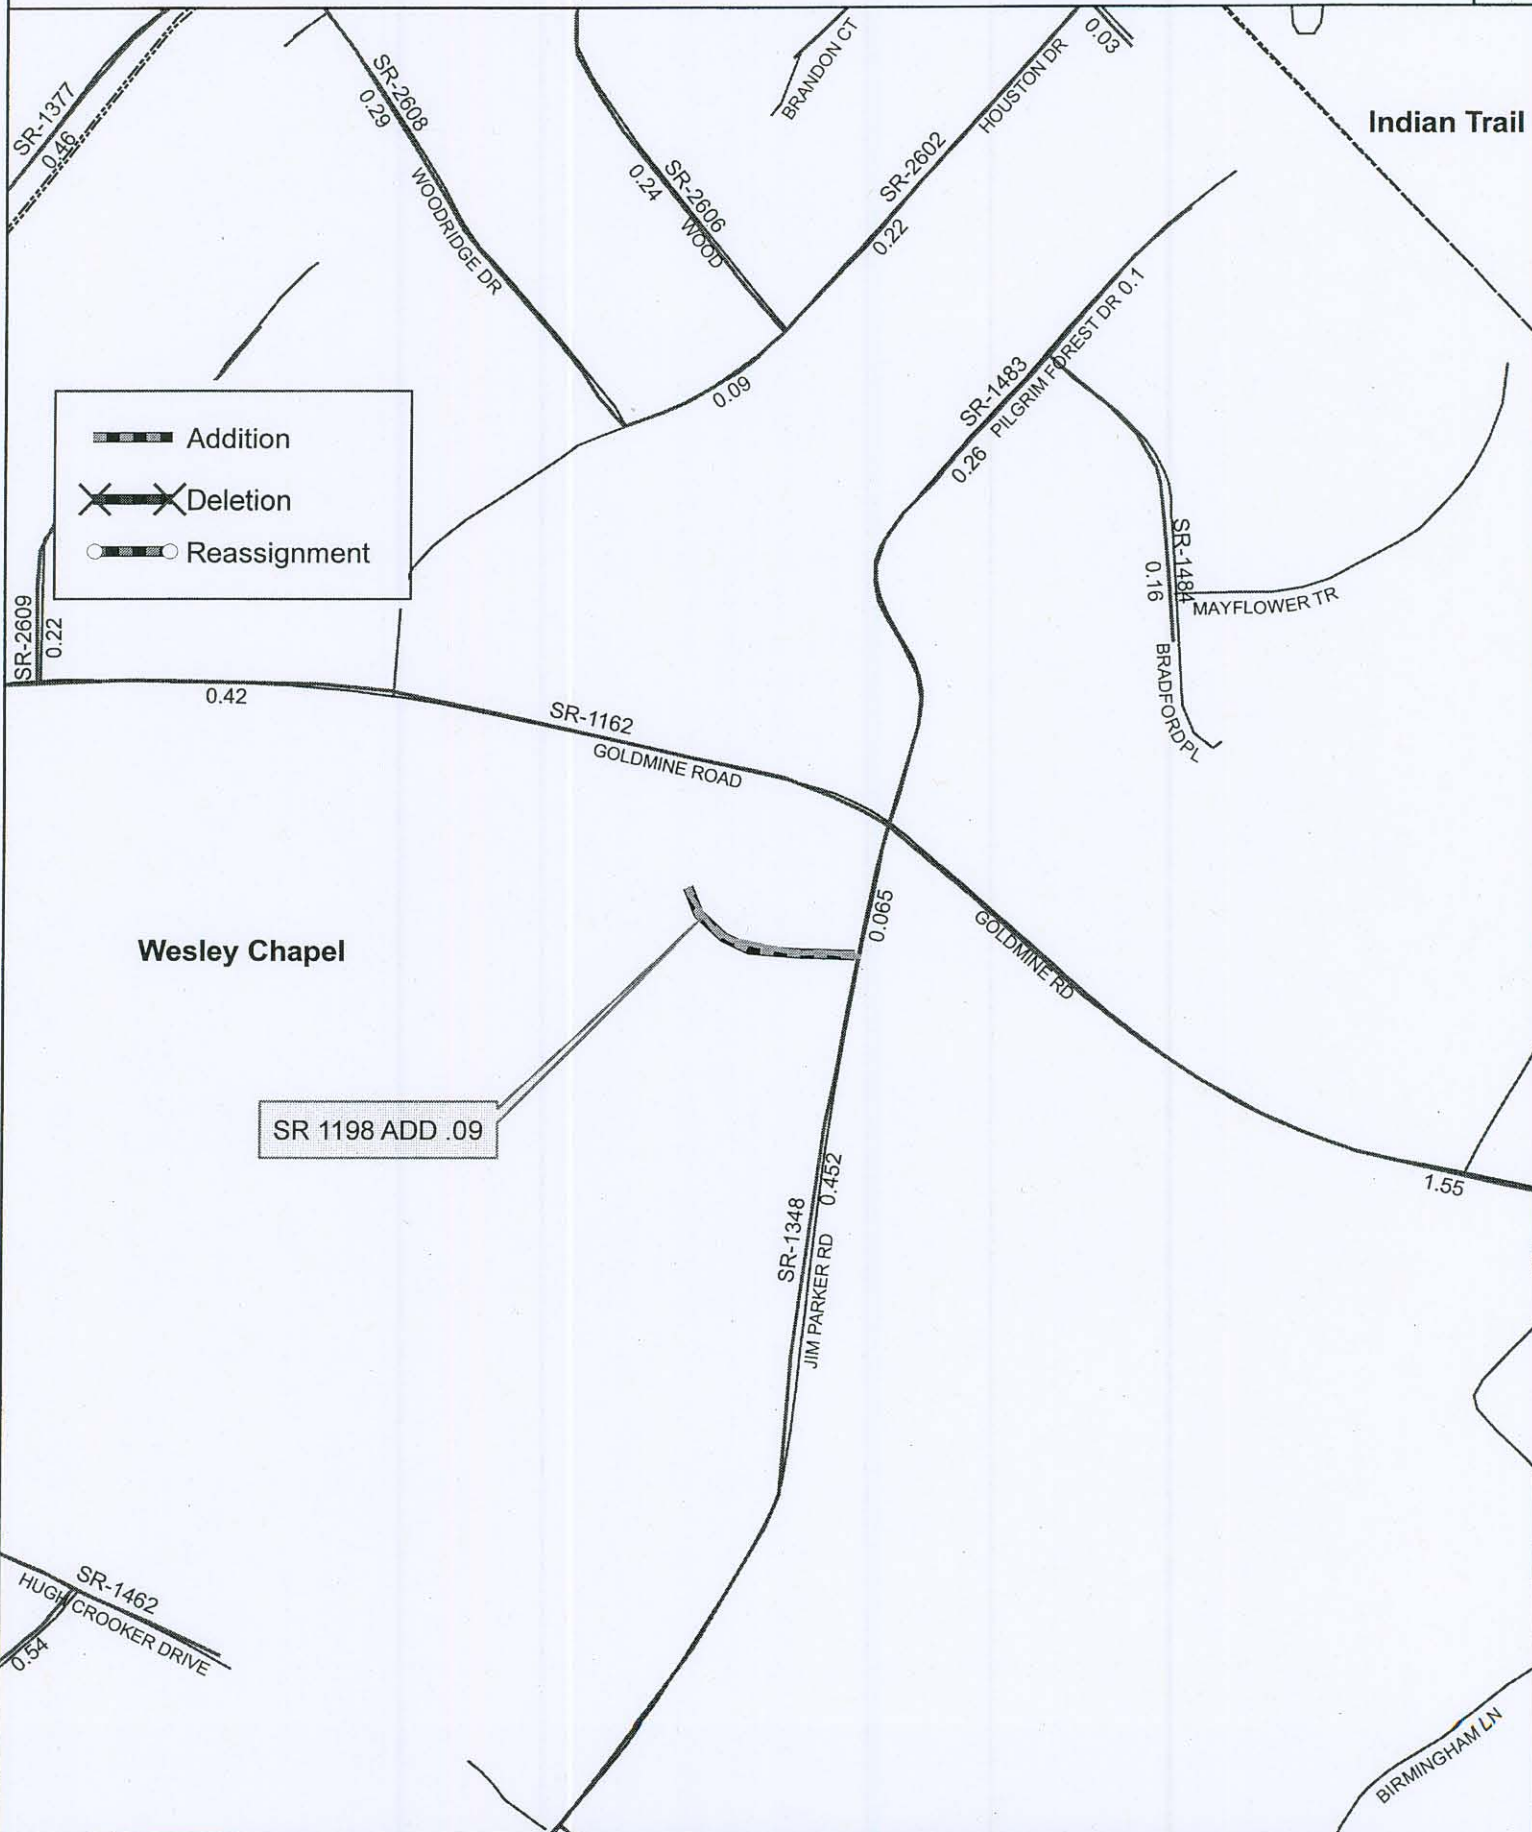 SR-1377
0.46
SR-2608
0.29
WOODRIDGE DR
SR-2606
0.24
WOOD
BRANDON CT
HOUSTON DR
0.03
SR-2602
0.22
Indian Trail
0.09
PILGRIM FOREST DR 0.1
SR-1483
0.26
Addition
Deletion
Reassignment
SR-1484
0.16
MAYFLOWER TR
BRADFORD PL
SR-2609
0.22
0.42
SR-1162
GOLDMINE ROAD
0.065
GOLDMINE RD
Wesley Chapel
SR 1198 ADD .09
0.452
SR-1348
JIM PARKER RD
1.55
SR-1462
HUGH CROOKER DRIVE
0.54
BIRMINGHAM LN